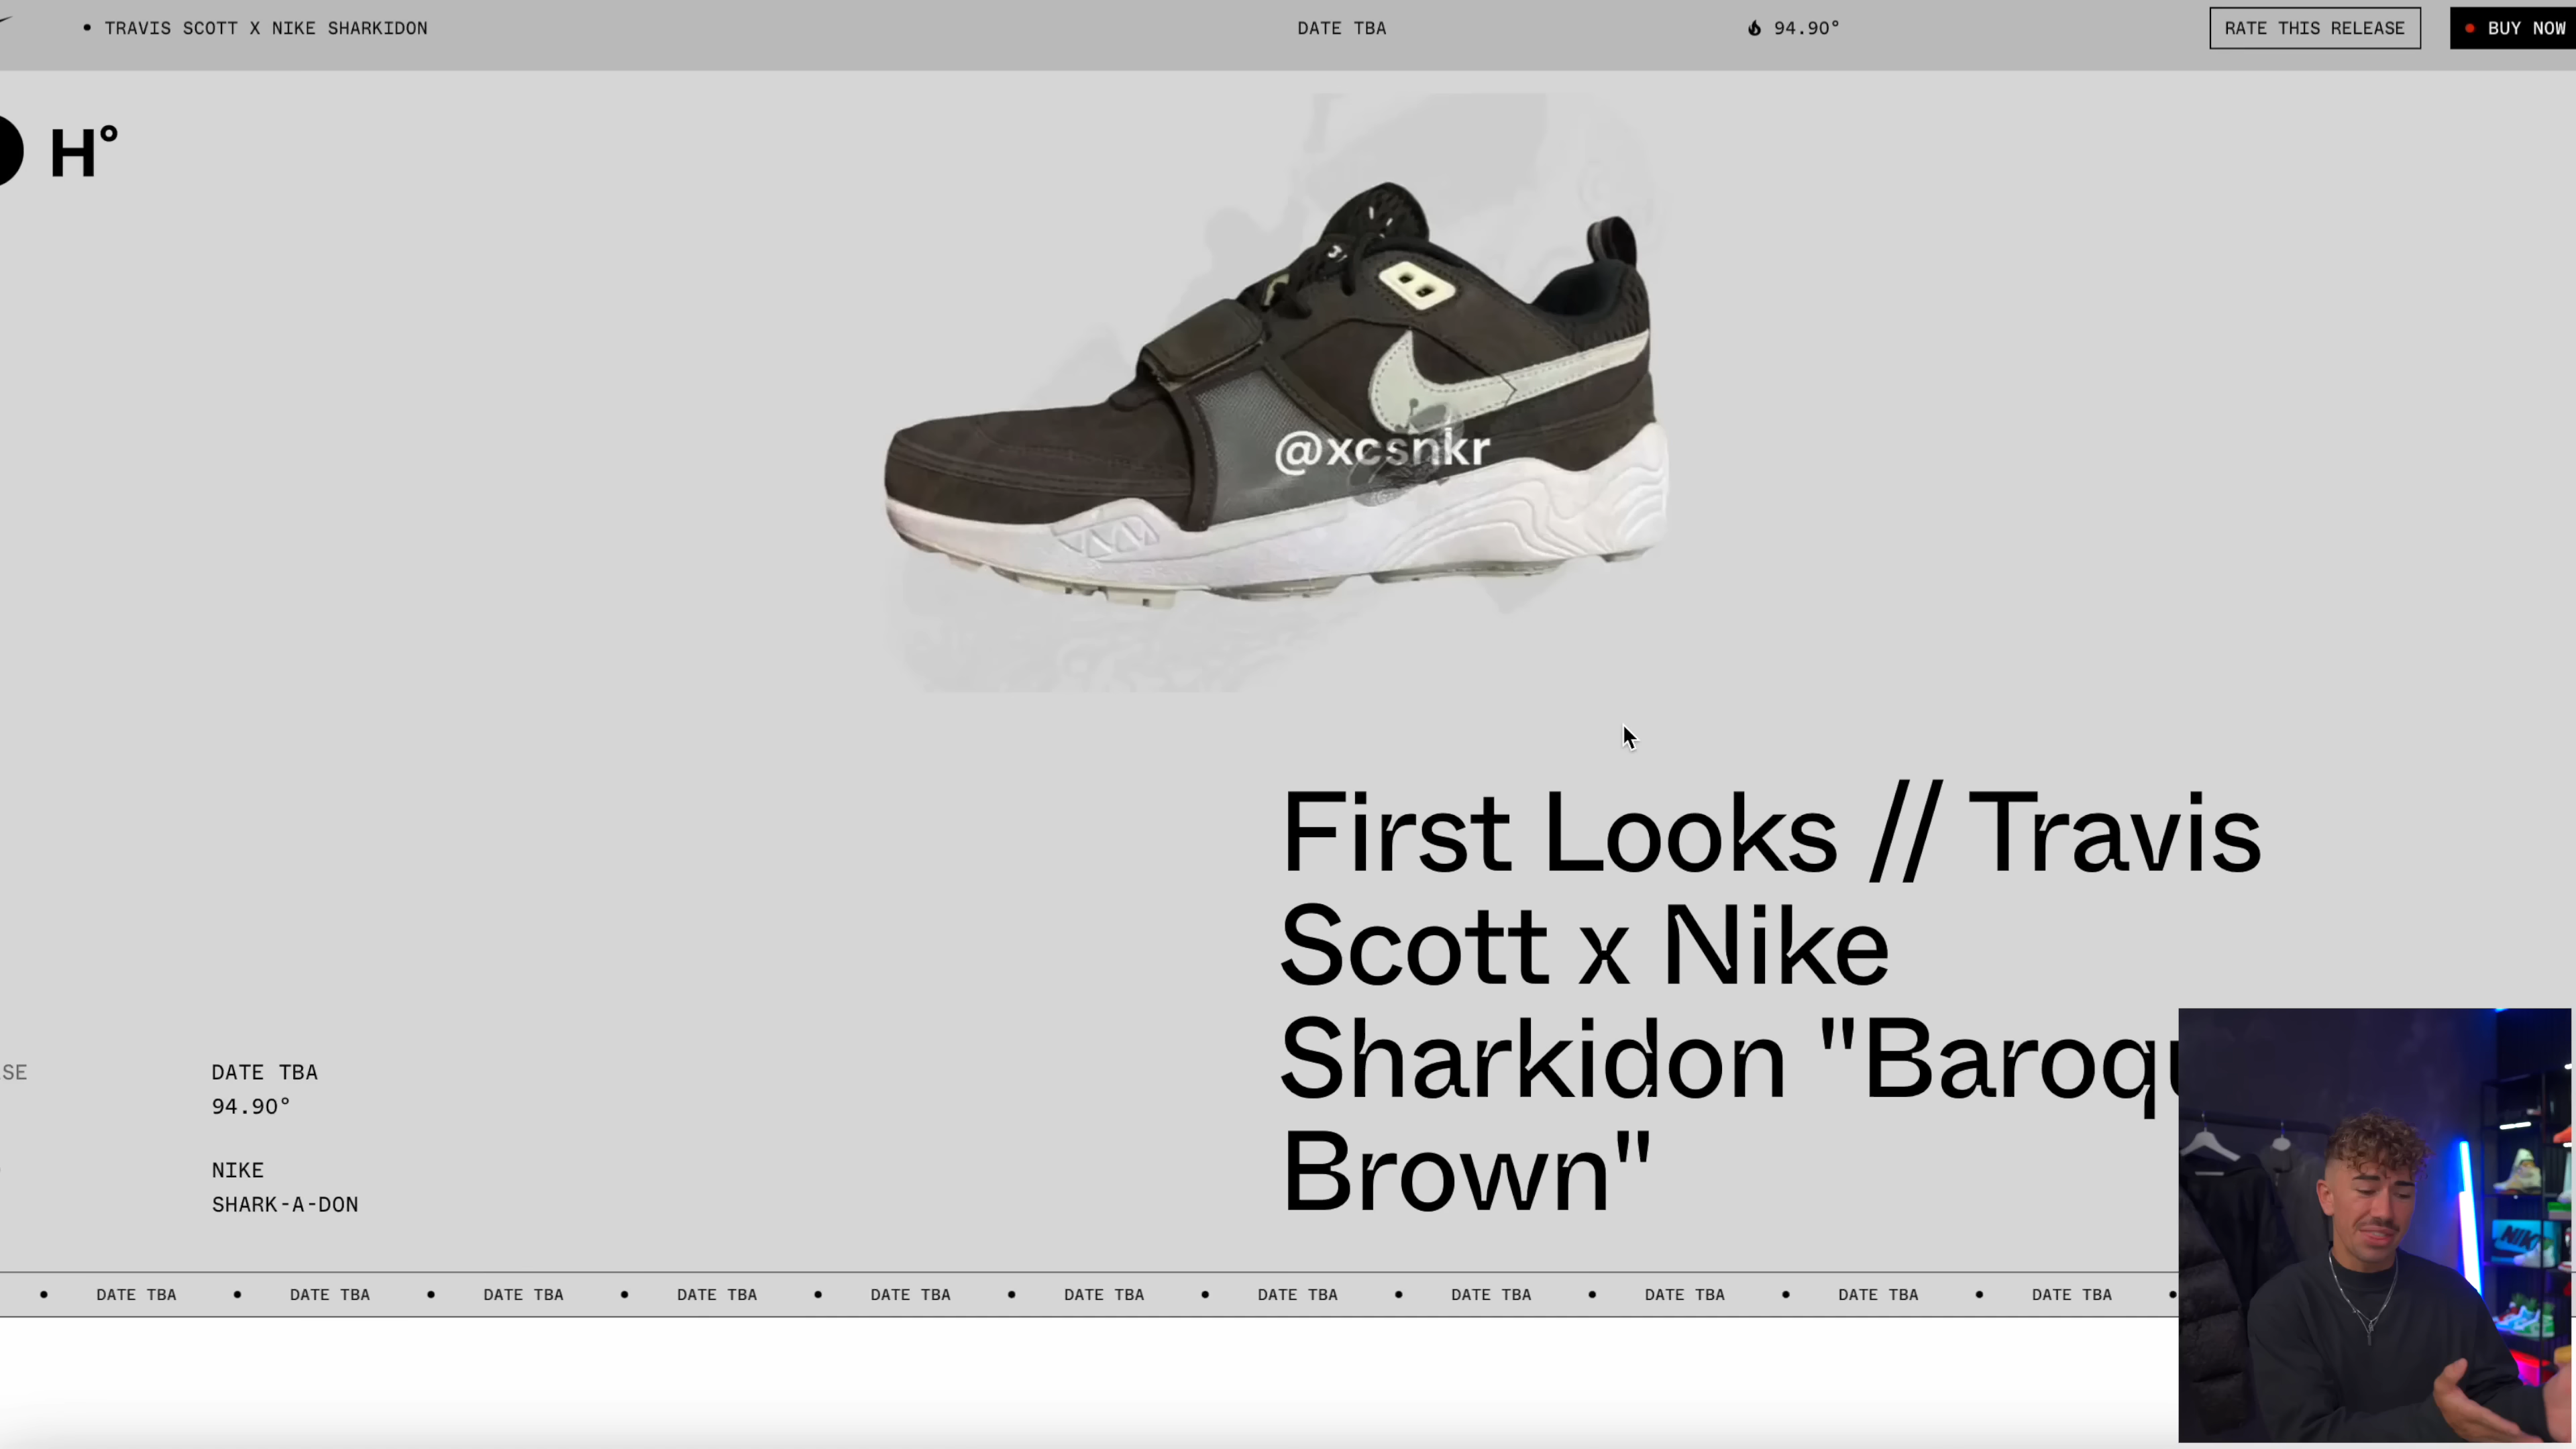 TRAVIS SCOTT X NIKE SHARKIDON
DATE TBA
94.90°
RATE THIS RELEASE
BUY NOW
H°
@xcsnkr
First Looks // Travis
Scott x Nike
Sharkidon "Baroqu
Brown"
SE
DATE TBA
94.90°
NIKE
SHARK-A-DON
• DATE TBA • DATE TBA • DATE TBA • DATE TBA • DATE TBA • DATE TBA • DATE TBA • DATE TBA • DATE TBA • DATE TBA • DATE TBA •
NIKE